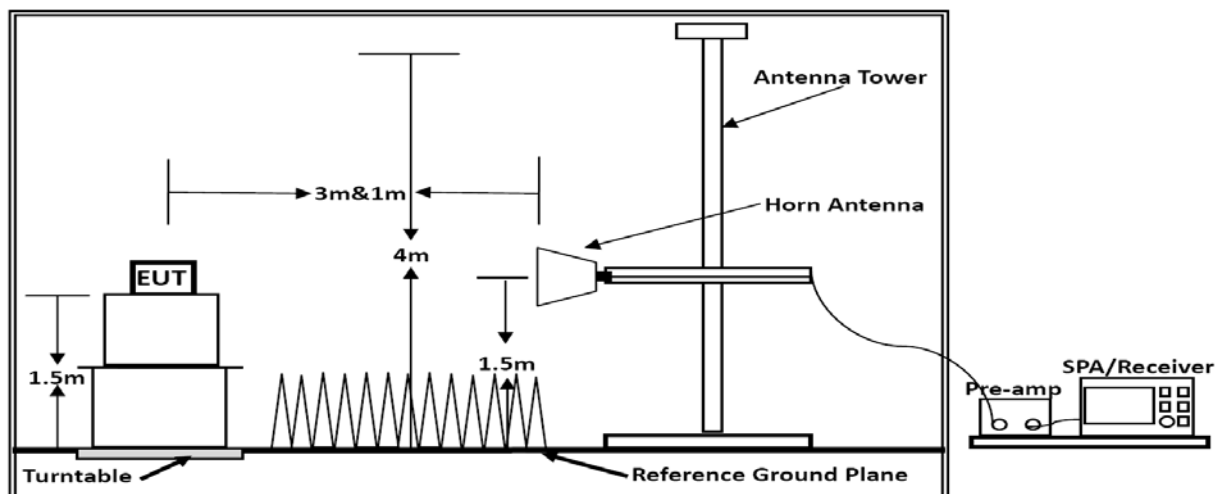 Antenna Tower
3m&1m
Horn Antenna
4m
EUT
1.5m
1.5m
SPA/Receiver
Pre-amp
Turntable
Reference Ground Plane